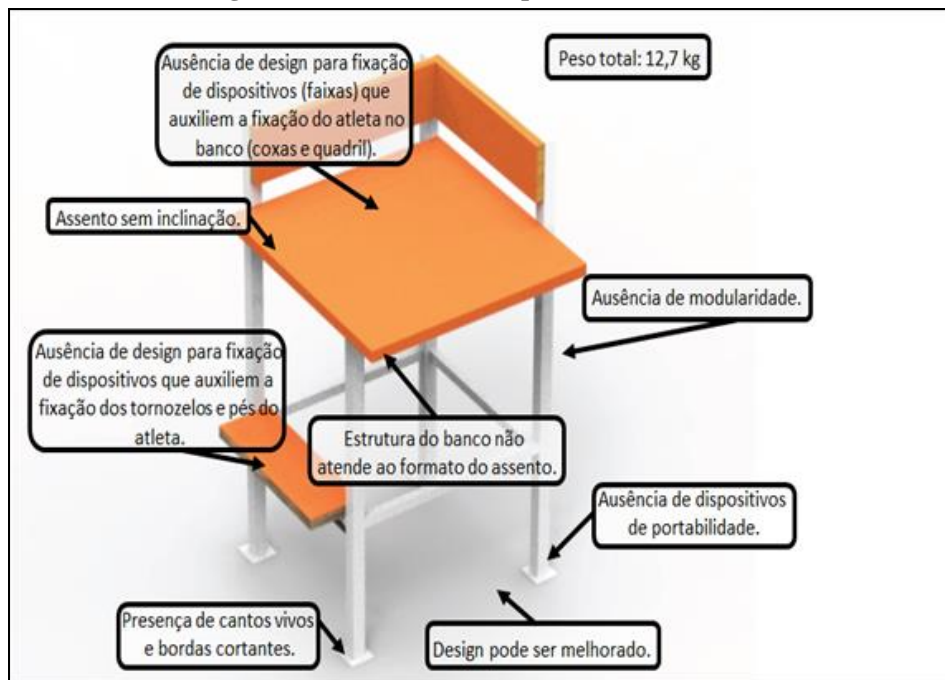 Ausência de design para fixação
de dispositivos (faixas) que
auxiliem a fixação do atleta no
banco (coxas e quadril).
Peso total: 12,7 kg
Assento sem inclinação.
Ausência de modularidade.
Ausência de design para fixação
de dispositivos que auxiliem a
fixação dos tornozelos e pés do
atleta.
Estrutura do banco não
atende ao formato do assento.
Ausência de dispositivos
de portabilidade.
Presença de cantos vivos
e bordas cortantes.
Design pode ser melhorado.